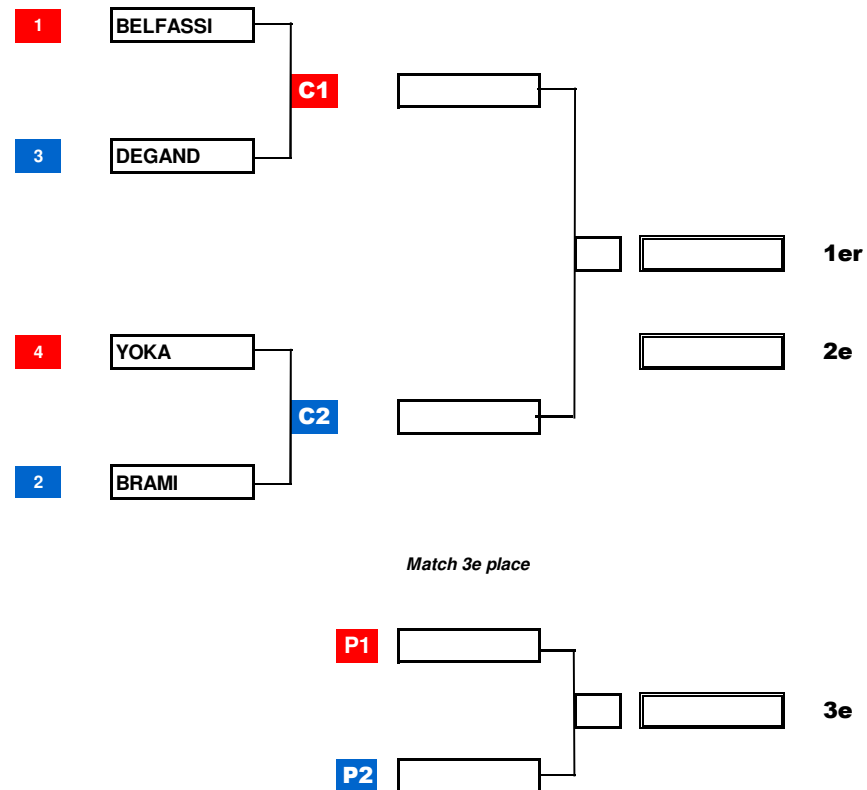 1 BELFASSI
C1
3 DEGAND
1er
4 YOKA
2e
C2
2 BRAMI
Match 3e place
P1
3e
P2